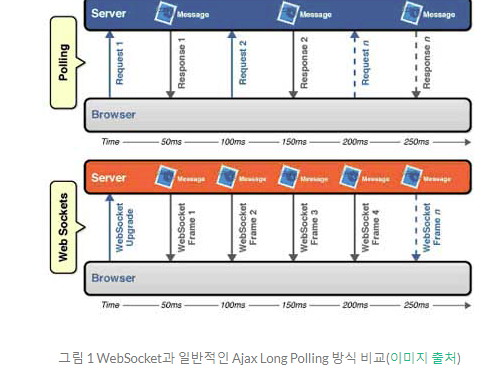 Server
Message
Message
Message
Polling
Request 1
Response 1
Request 2
Response 2
Request n
Response n
Browser
Time
50ms
100ms
150ms
200ms
250ms
Server
Message
Message
Message
Message
Message
Web Sockets
WebSocket
Upgrade
WebSocket
Frame 1
WebSocket
Frame 2
WebSocket
Frame 3
WebSocket
Frame 4
WebSocket
Frame n
Browser
Time
50ms
100ms
150ms
200ms
250ms
그림 1 WebSocket과 일반적인 Ajax Long Polling 방식 비교(이미지 출처)